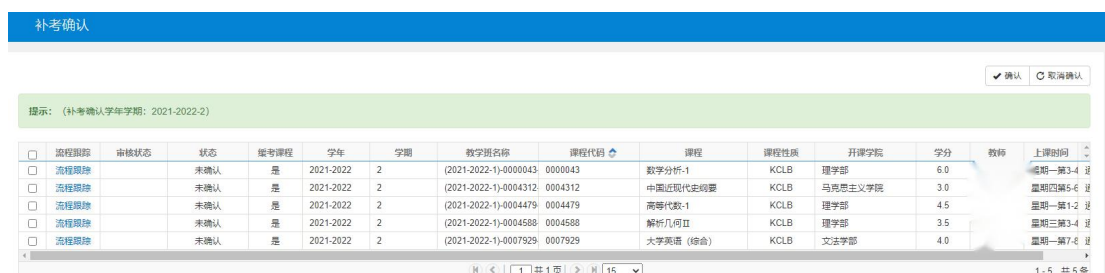 补考确认
确认 取消确认
提示：（补考确认学年学期：2021-2022-2）
流程跟踪 审核状态 状态 缓考课程 学年 学期 教学班名称 课程代码 课程 课程性质 开课学院 学分 教师 上课时间
流程跟踪 未确认 是 2021-2022 2 (2021-2022-1)-0000043- 0000043 数学分析-1 KCLB 理学部 6.0 星期一第3-4
流程跟踪 未确认 是 2021-2022 2 (2021-2022-1)-0004312- 0004312 中国近现代史纲要 KCLB 马克思主义学院 3.0 星期四第5-6
流程跟踪 未确认 是 2021-2022 2 (2021-2022-1)-0004479- 0004479 高等代数-1 KCLB 理学部 4.5 星期一第1-2
流程跟踪 未确认 是 2021-2022 2 (2021-2022-1)-0004588- 0004588 解析几何II KCLB 理学部 3.5 星期三第3-4
流程跟踪 未确认 是 2021-2022 2 (2021-2022-1)-0007929- 0007929 大学英语（综合） KCLB 文法学部 4.0 星期一第7-8
1 共1页 15 1 - 5 共5条